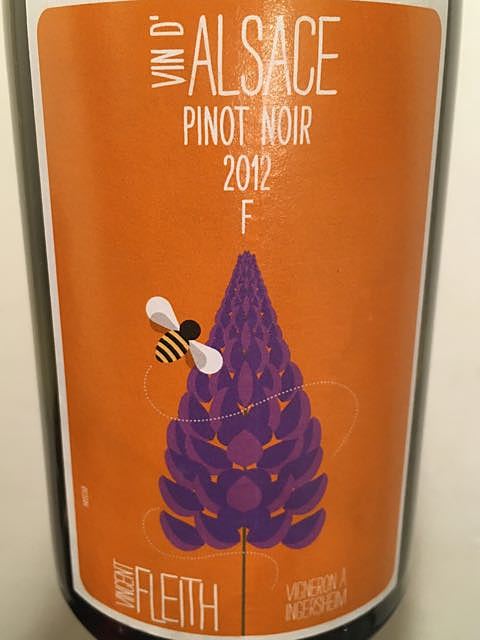 VIN D'
ALSACE
PINOT NOIR
2012
F
VINCENT
FLEITH
VIGNERON À
INGERSHEIM